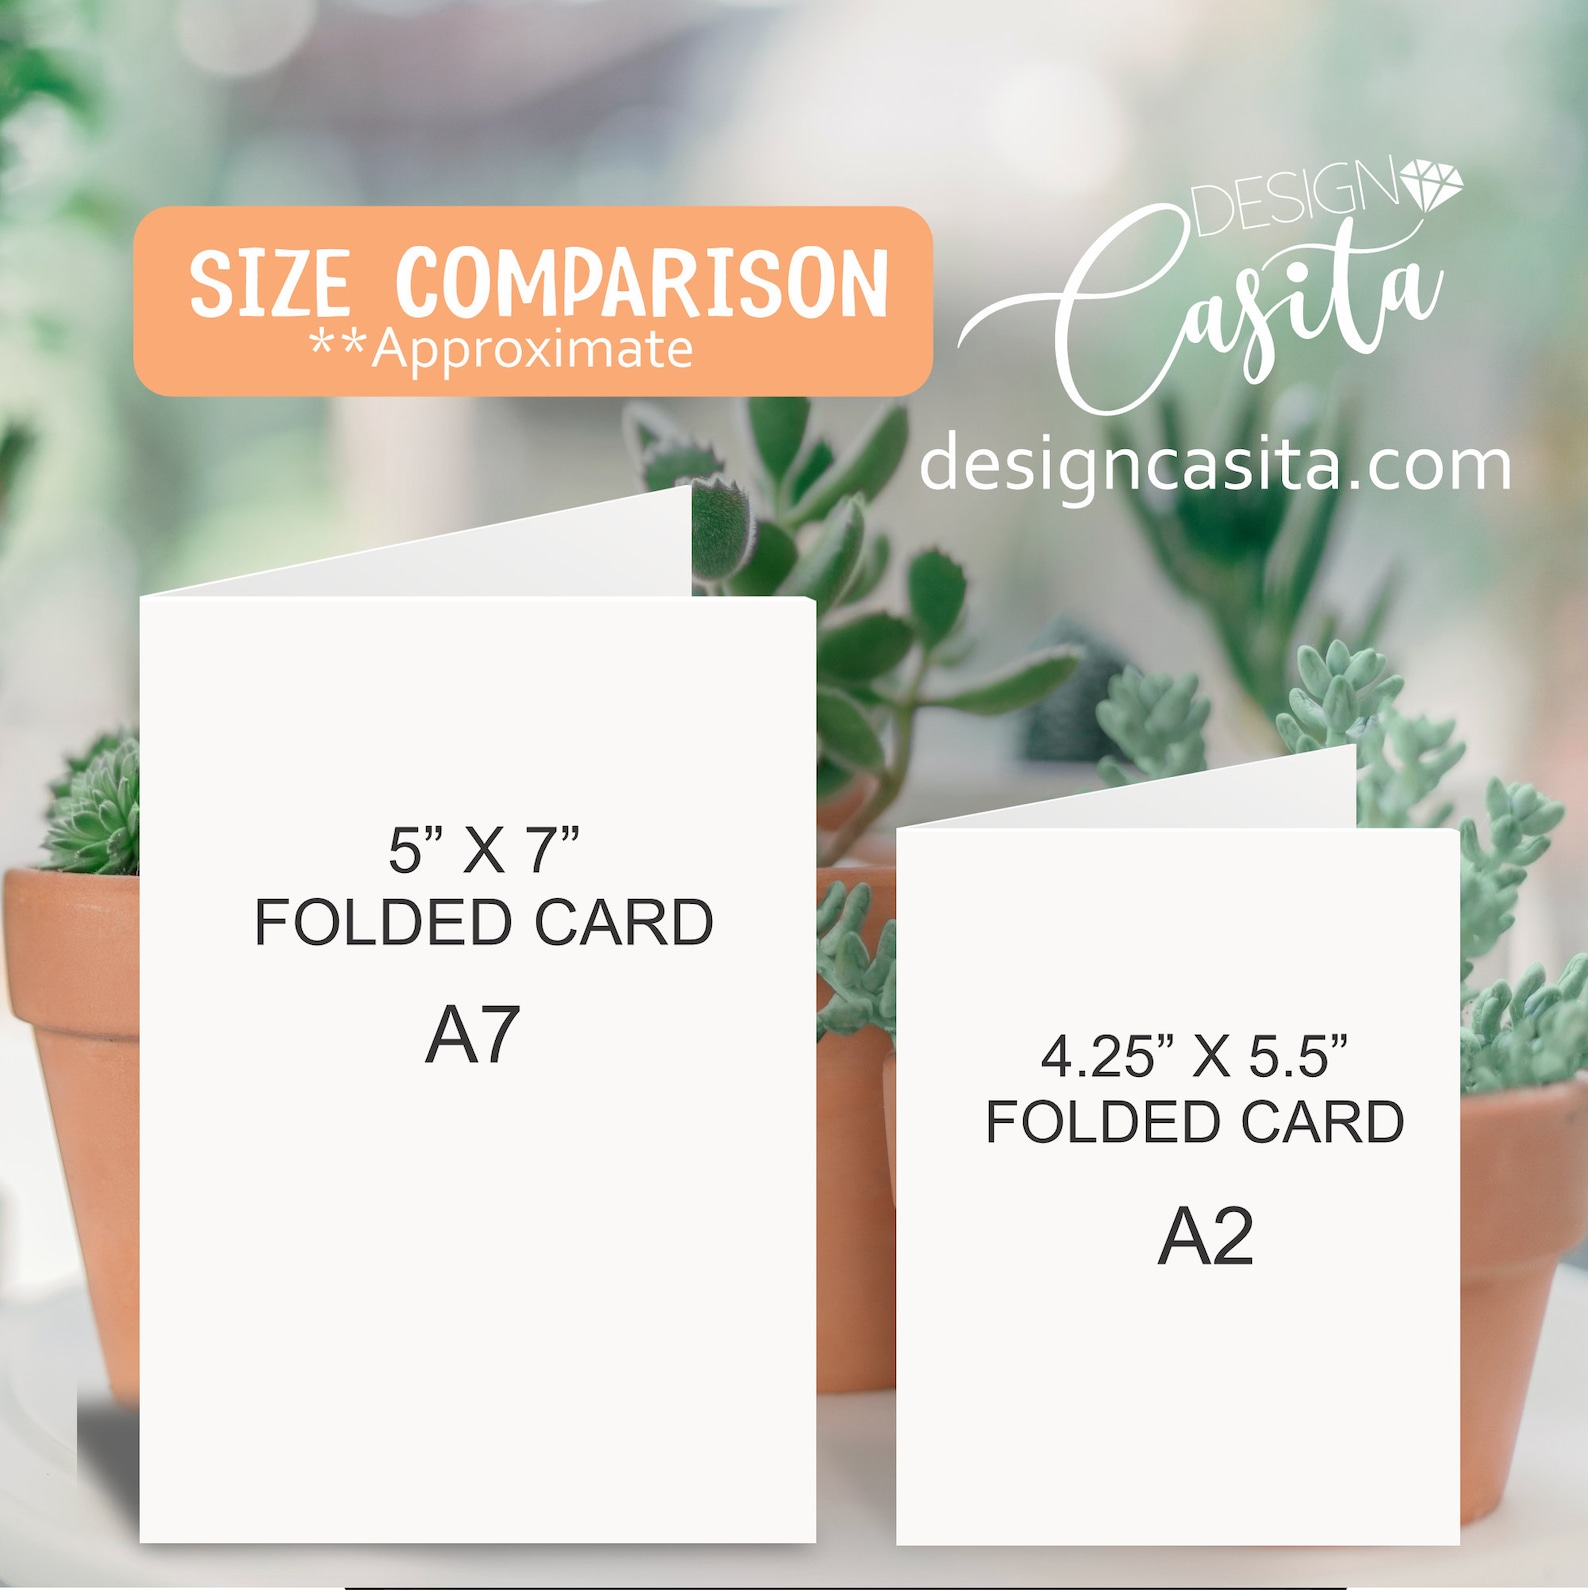 SIZE COMPARISON
**Approximate
DESIGN
Casita
designcasita.com
5” X 7”
FOLDED CARD
A7
4.25” X 5.5”
FOLDED CARD
A2